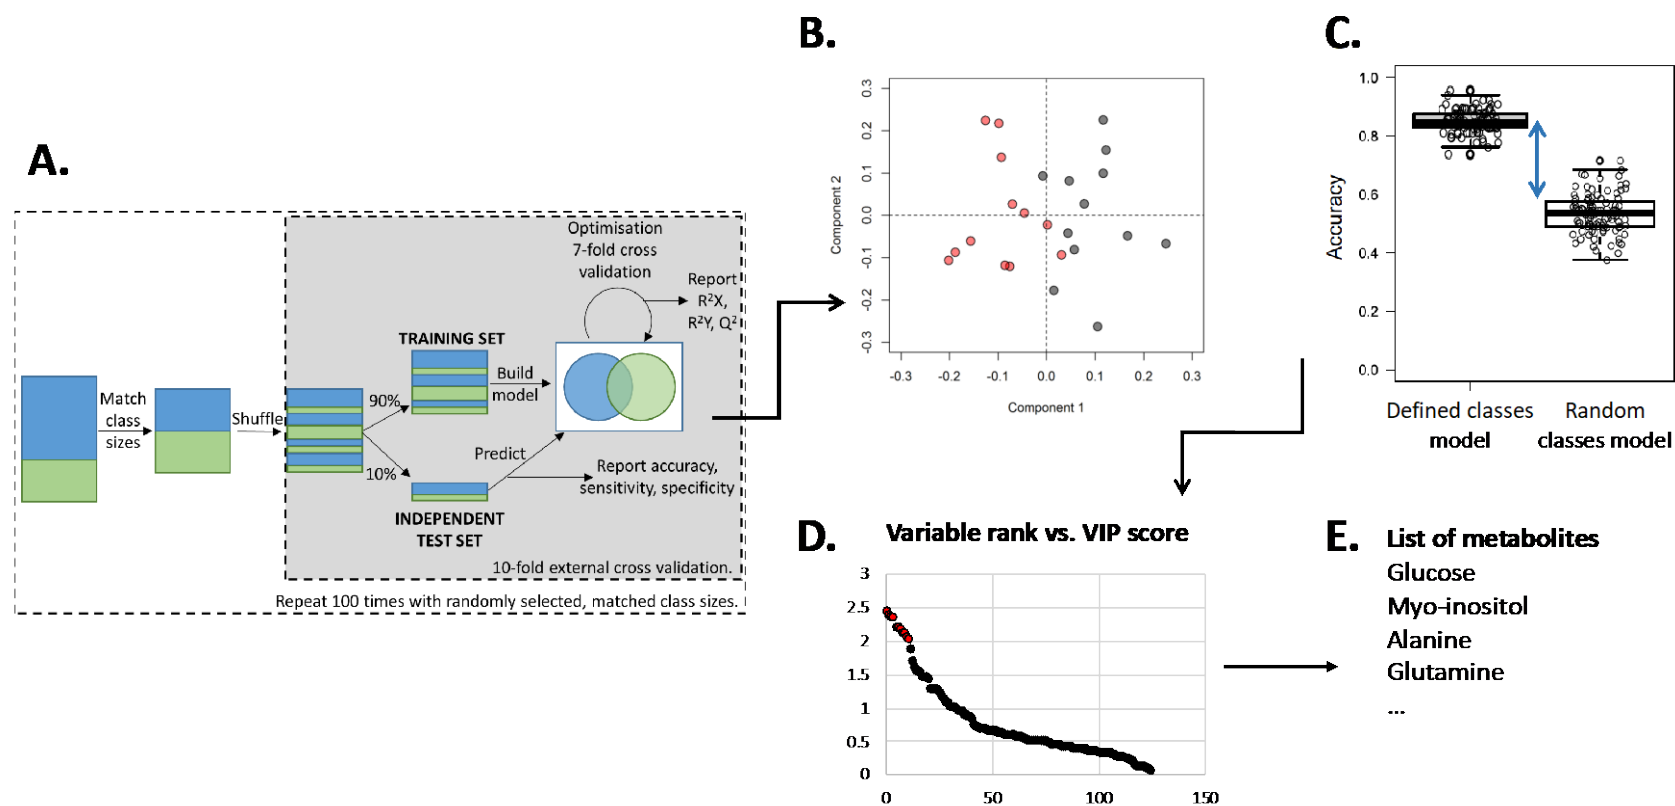 A.
Match
class
sizes
Shuffle
90%
10%
TRAINING SET
Build
model
Optimisation
7-fold cross
validation
Report
R²X,
R²Y, Q²
Predict
Report accuracy,
sensitivity, specificity
INDEPENDENT
TEST SET
10-fold external cross validation.
Repeat 100 times with randomly selected, matched class sizes.
B.
Component 2
0.3
0.2
0.1
0.0
-0.1
-0.2
-0.3
-0.3
-0.2
-0.1
0.0
0.1
0.2
0.3
Component 1
C.
Accuracy
1.0
0.8
0.6
0.4
0.2
0.0
Defined classes
model
Random
classes model
D.
Variable rank vs. VIP score
3
2.5
2
1.5
1
0.5
0
0
50
100
150
E.
List of metabolites
Glucose
Myo-inositol
Alanine
Glutamine
...